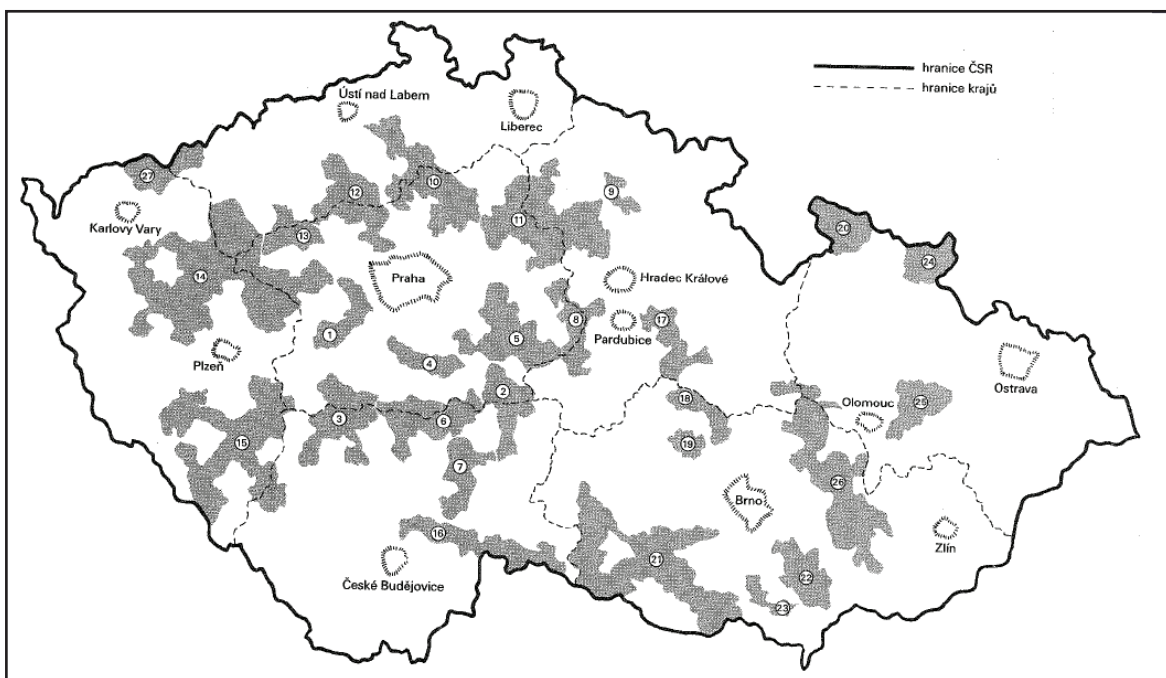 hranice ČSR
hranice krajů
Ústí nad Labem
Liberec
27
12
10
9
11
Karlovy Vary
13
20
14
24
Praha
Hradec Králové
8
17
1
5
Pardubice
Plzeň
4
Ostrava
2
18
Olomouc
25
3
6
15
19
7
26
Brno
16
Zlín
České Budějovice
21
22
23